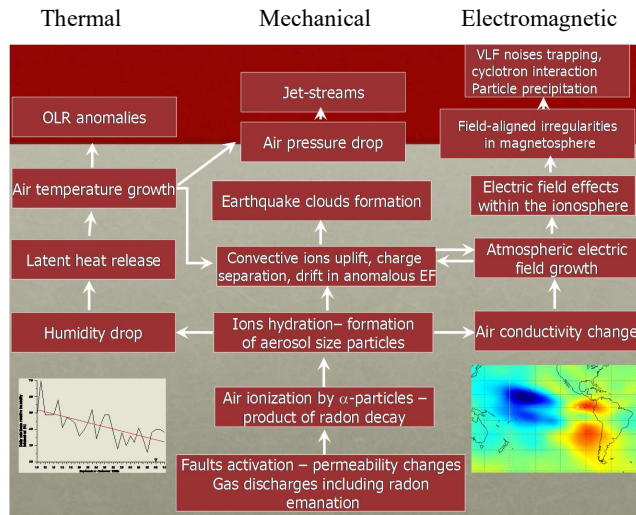 Thermal
Mechanical
Electromagnetic
VLF noises trapping,
cyclotron interaction
Particle precipitation
Jet-streams
OLR anomalies
Air pressure drop
Field-aligned irregularities
in magnetosphere
Air temperature growth
Earthquake clouds formation
Electric field effects
within the ionosphere
Latent heat release
Convective ions uplift, charge
separation, drift in anomalous EF
Atmospheric electric
field growth
Humidity drop
Ions hydration– formation
of aerosol size particles
Air conductivity change
Air ionization by α-particles –
product of radon decay
Faults activation – permeability changes
Gas discharges including radon
emanation